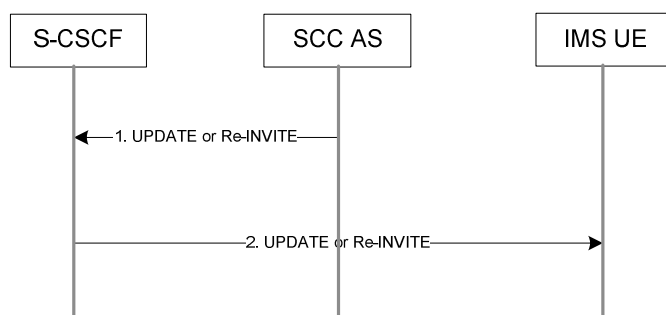 S-CSCF
SCC AS
IMS UE
1. UPDATE or Re-INVITE
2. UPDATE or Re-INVITE